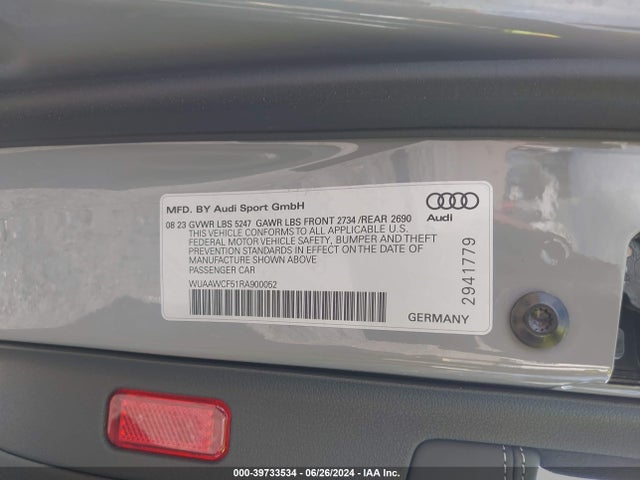 MFD. BY Audi Sport GmbH
Audi
08 23 GVWR LBS 5247 GAWR LBS FRONT 2734 /REAR 2690
THIS VEHICLE CONFORMS TO ALL APPLICABLE U.S.
FEDERAL MOTOR VEHICLE SAFETY, BUMPER AND THEFT
PREVENTION STANDARDS IN EFFECT ON THE DATE OF
MANUFACTURE SHOWN ABOVE
PASSENGER CAR
WUAAWCF51RA900052
2941779
GERMANY
000-39733534 | 06/26/2024 | IAA Inc.